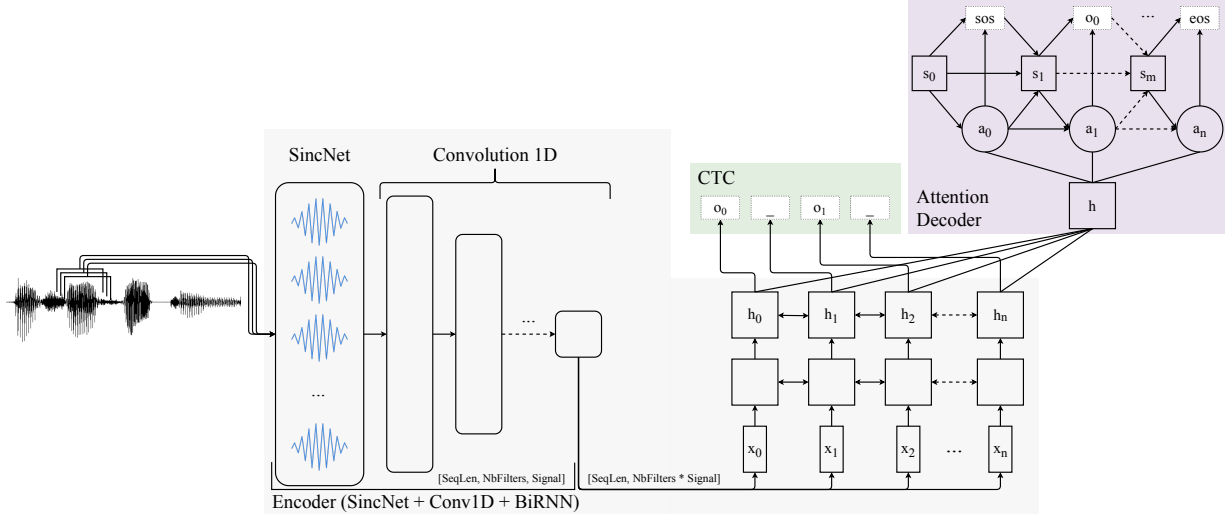 sos o₀ ... eos
s₀ s₁ sₘ
a₀ a₁ aₙ
Attention
Decoder
h
CTC
o₀ _ o₁ _
SincNet Convolution 1D
...
...
h₀ h₁ h₂ hₙ
x₀ x₁ x₂ ... xₙ
[SeqLen, NbFilters, Signal] [SeqLen, NbFilters * Signal]
Encoder (SincNet + Conv1D + BiRNN)